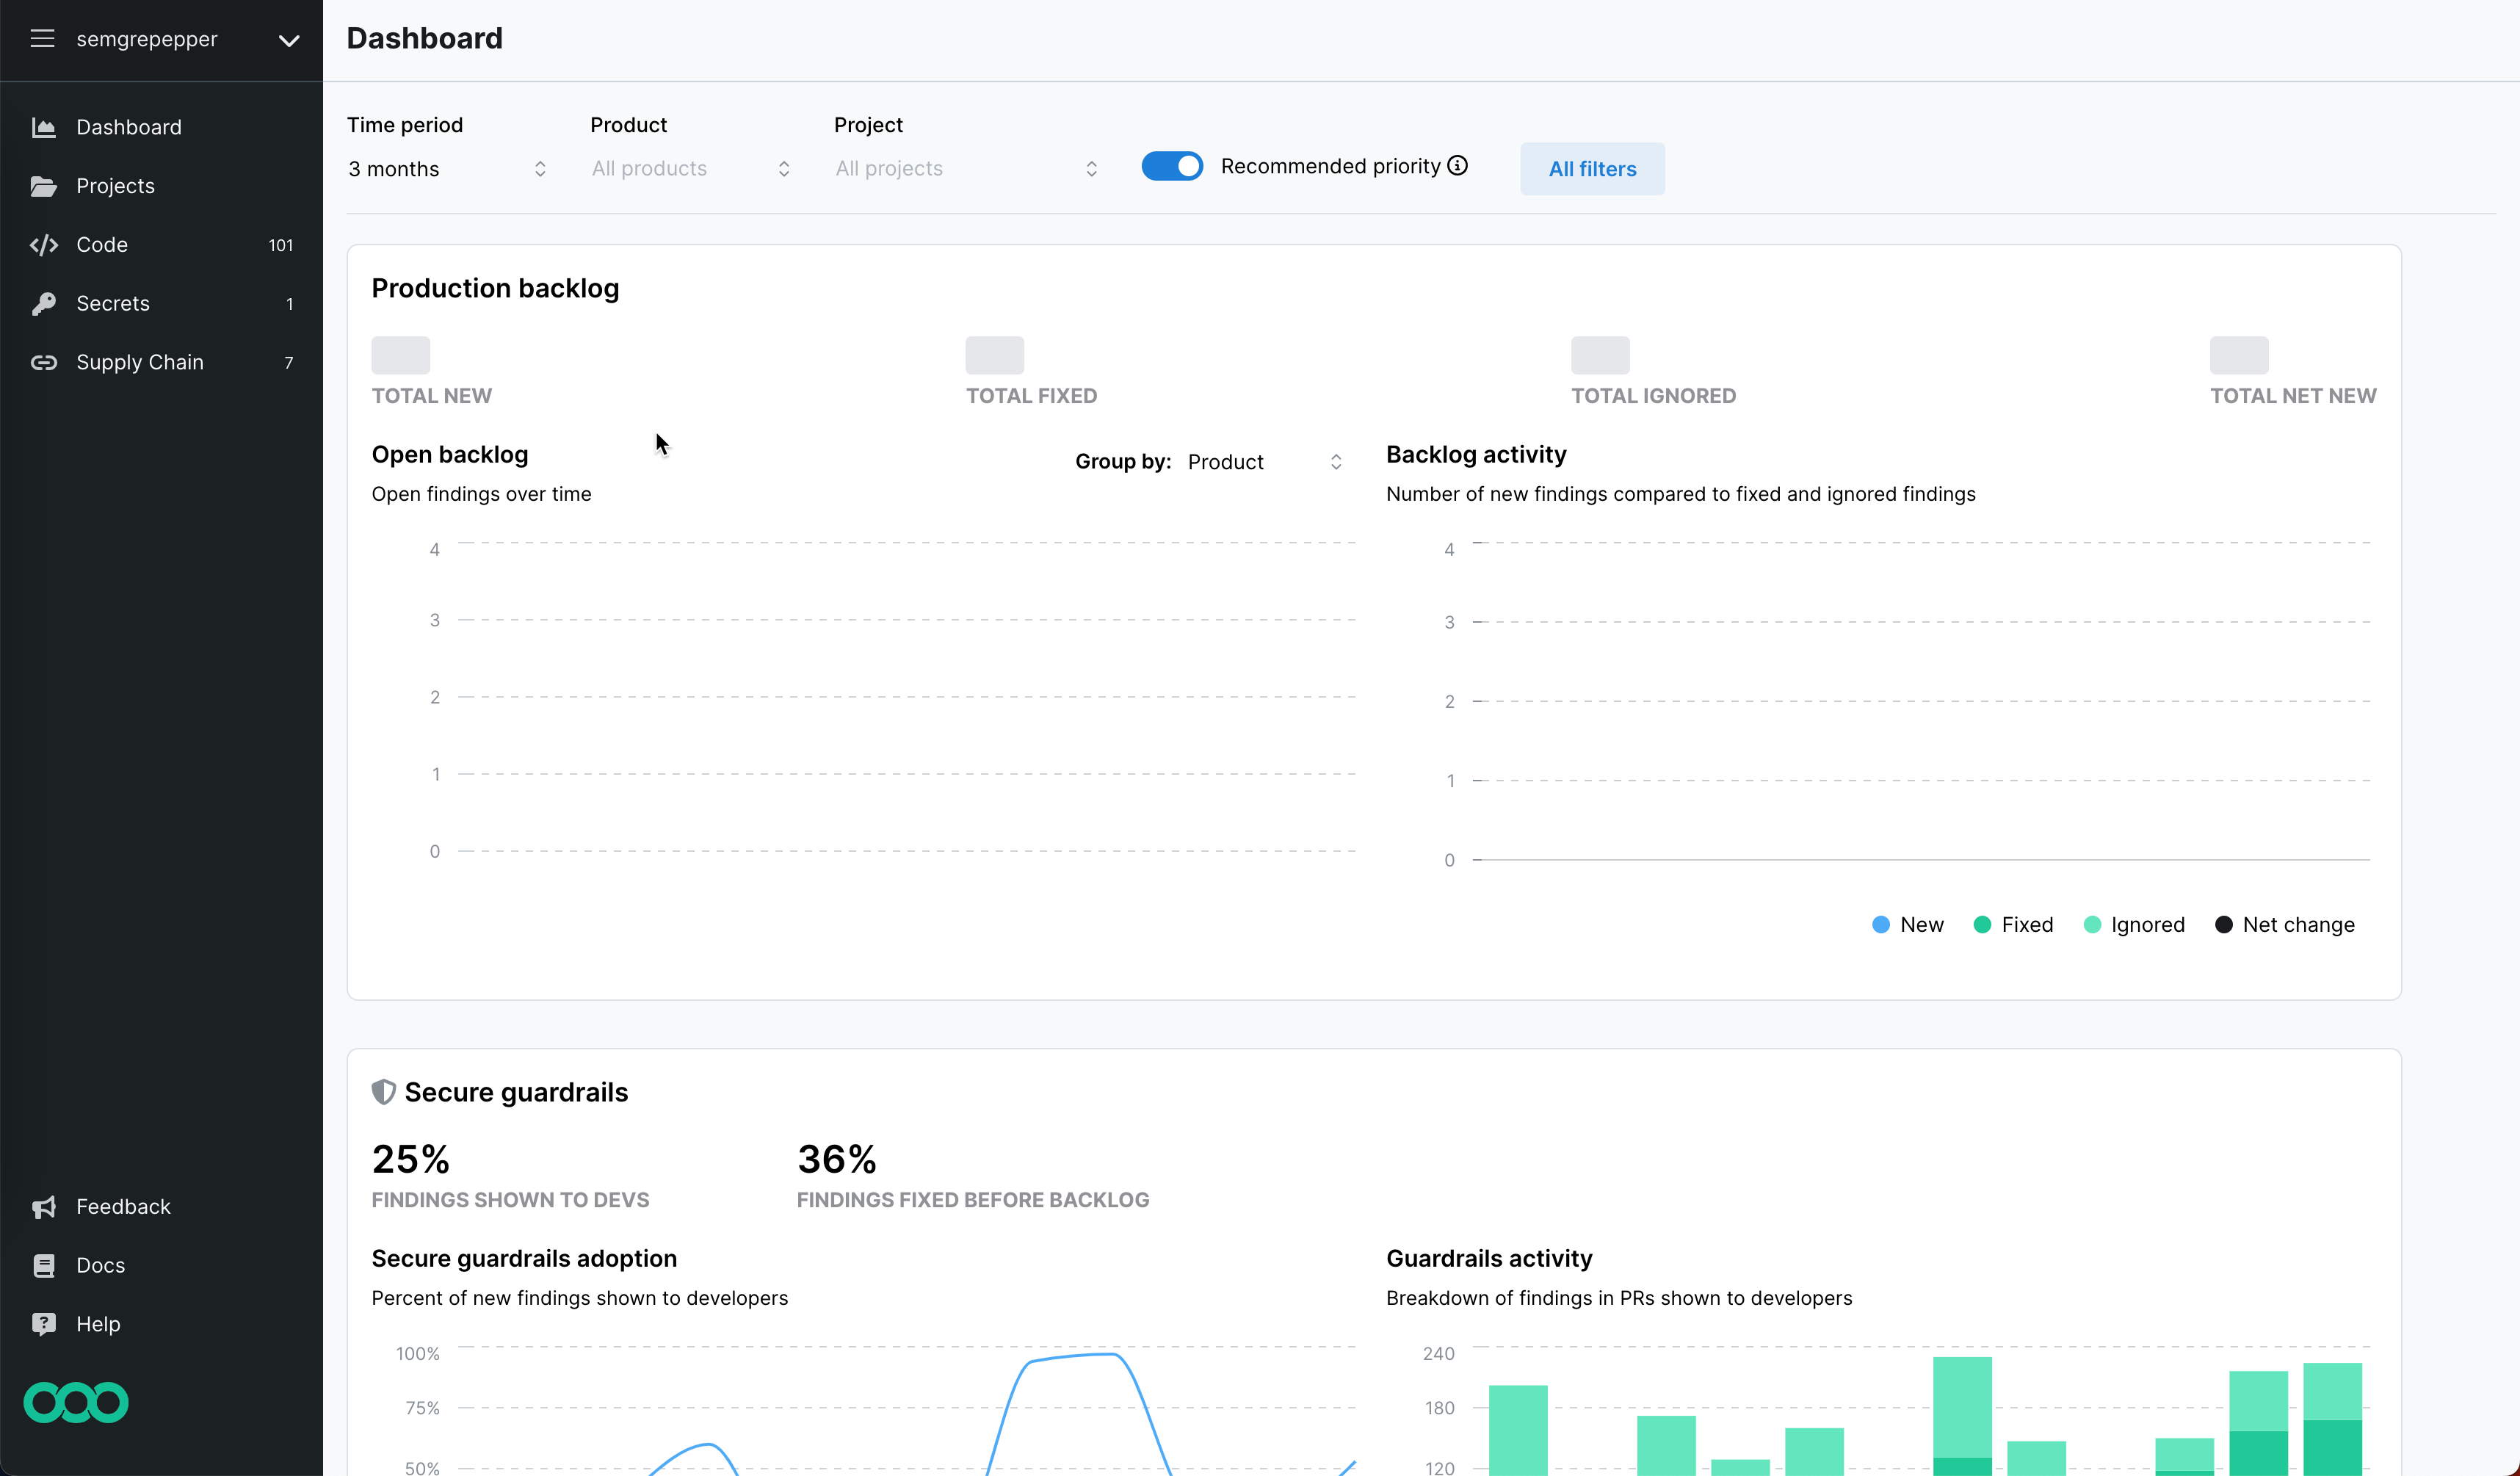 semgrepepper
Dashboard
Projects
Code 101
Secrets 1
Supply Chain 7
Feedback
Docs
Help
Dashboard
Time period Product Project
3 months All products All projects Recommended priority All filters
Production backlog
TOTAL NEW TOTAL FIXED TOTAL IGNORED TOTAL NET NEW
Open backlog
Group by: Product
Open findings over time
4
3
2
1
0
Backlog activity
Number of new findings compared to fixed and ignored findings
4
3
2
1
0
New Fixed Ignored Net change
Secure guardrails
25% 36%
FINDINGS SHOWN TO DEVS FINDINGS FIXED BEFORE BACKLOG
Secure guardrails adoption
Percent of new findings shown to developers
100%
75%
50%
Guardrails activity
Breakdown of findings in PRs shown to developers
240
180
120